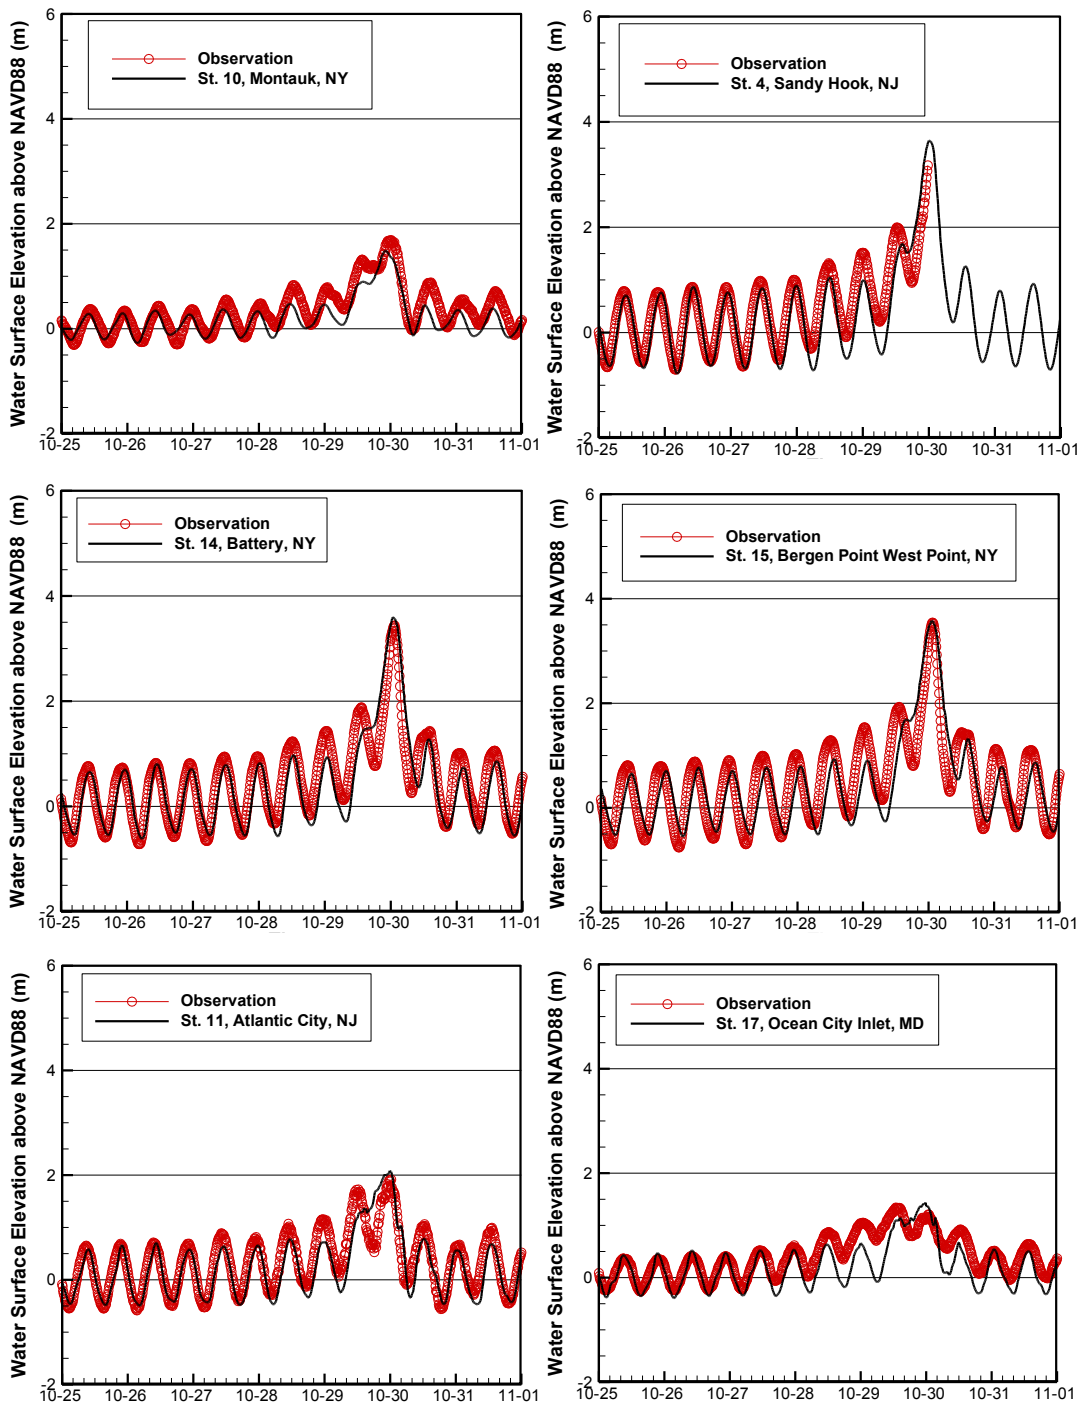 Water Surface Elevation above NAVD88 (m)
6
4
2
0
-2
Observation
St. 10, Montauk, NY
10-25 10-26 10-27 10-28 10-29 10-30 10-31 11-01
Water Surface Elevation above NAVD88 (m)
6
4
2
0
-2
Observation
St. 4, Sandy Hook, NJ
10-25 10-26 10-27 10-28 10-29 10-30 10-31 11-01
Water Surface Elevation above NAVD88 (m)
6
4
2
0
-2
Observation
St. 14, Battery, NY
10-25 10-26 10-27 10-28 10-29 10-30 10-31 11-01
Water Surface Elevation above NAVD88 (m)
6
4
2
0
-2
Observation
St. 15, Bergen Point West Point, NY
10-25 10-26 10-27 10-28 10-29 10-30 10-31 11-01
Water Surface Elevation above NAVD88 (m)
6
4
2
0
-2
Observation
St. 11, Atlantic City, NJ
10-25 10-26 10-27 10-28 10-29 10-30 10-31 11-01
Water Surface Elevation above NAVD88 (m)
6
4
2
0
-2
Observation
St. 17, Ocean City Inlet, MD
10-25 10-26 10-27 10-28 10-29 10-30 10-31 11-01